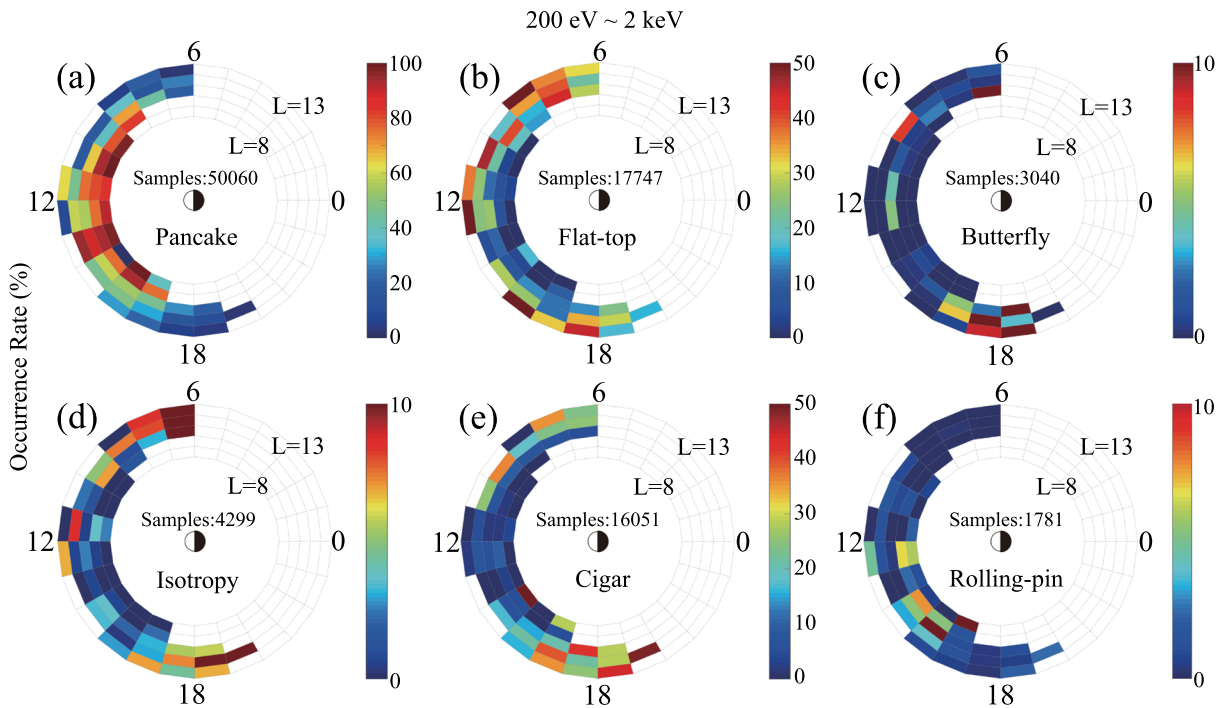 200 eV ~ 2 keV
Occurrence Rate (%)
(a)
6
L=13
L=8
Samples:50060
12
0
Pancake
18
100
80
60
40
20
0
(b)
6
L=13
L=8
Samples:17747
12
0
Flat-top
18
50
40
30
20
10
0
(c)
6
L=13
L=8
Samples:3040
12
0
Butterfly
18
10
0
(d)
6
L=13
L=8
Samples:4299
12
0
Isotropy
18
10
0
(e)
6
L=13
L=8
Samples:16051
12
0
Cigar
18
50
40
30
20
10
0
(f)
6
L=13
L=8
Samples:1781
12
0
Rolling-pin
18
10
0